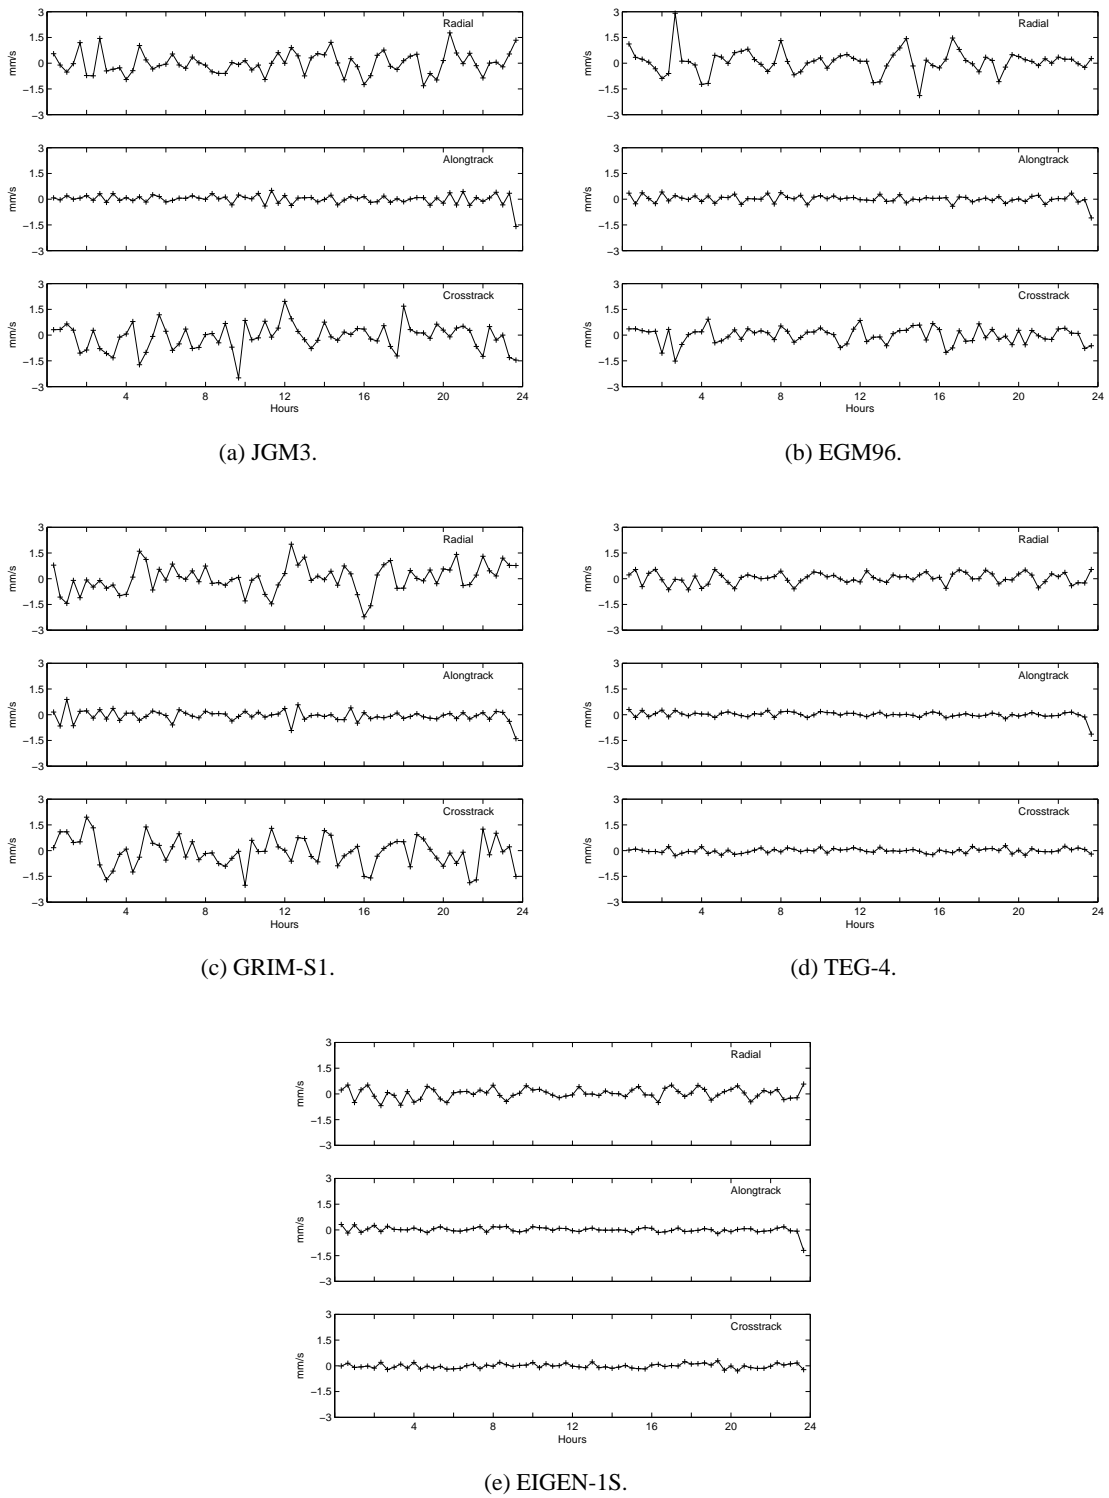 3
1.5
0
−1.5
−3
mm/s
Radial
3
1.5
0
−1.5
−3
mm/s
Alongtrack
3
1.5
0
−1.5
−3
mm/s
Crosstrack
4 8 12 16 20 24
Hours
(a) JGM3.
3
1.5
0
−1.5
−3
mm/s
Radial
3
1.5
0
−1.5
−3
mm/s
Alongtrack
3
1.5
0
−1.5
−3
mm/s
Crosstrack
4 8 12 16 20 24
Hours
(b) EGM96.
3
1.5
0
−1.5
−3
mm/s
Radial
3
1.5
0
−1.5
−3
mm/s
Alongtrack
3
1.5
0
−1.5
−3
mm/s
Crosstrack
4 8 12 16 20 24
Hours
(c) GRIM-S1.
3
1.5
0
−1.5
−3
mm/s
Radial
3
1.5
0
−1.5
−3
mm/s
Alongtrack
3
1.5
0
−1.5
−3
mm/s
Crosstrack
4 8 12 16 20 24
Hours
(d) TEG-4.
3
1.5
0
−1.5
−3
mm/s
Radial
3
1.5
0
−1.5
−3
mm/s
Alongtrack
3
1.5
0
−1.5
−3
mm/s
Crosstrack
4 8 12 16 20 24
Hours
(e) EIGEN-1S.